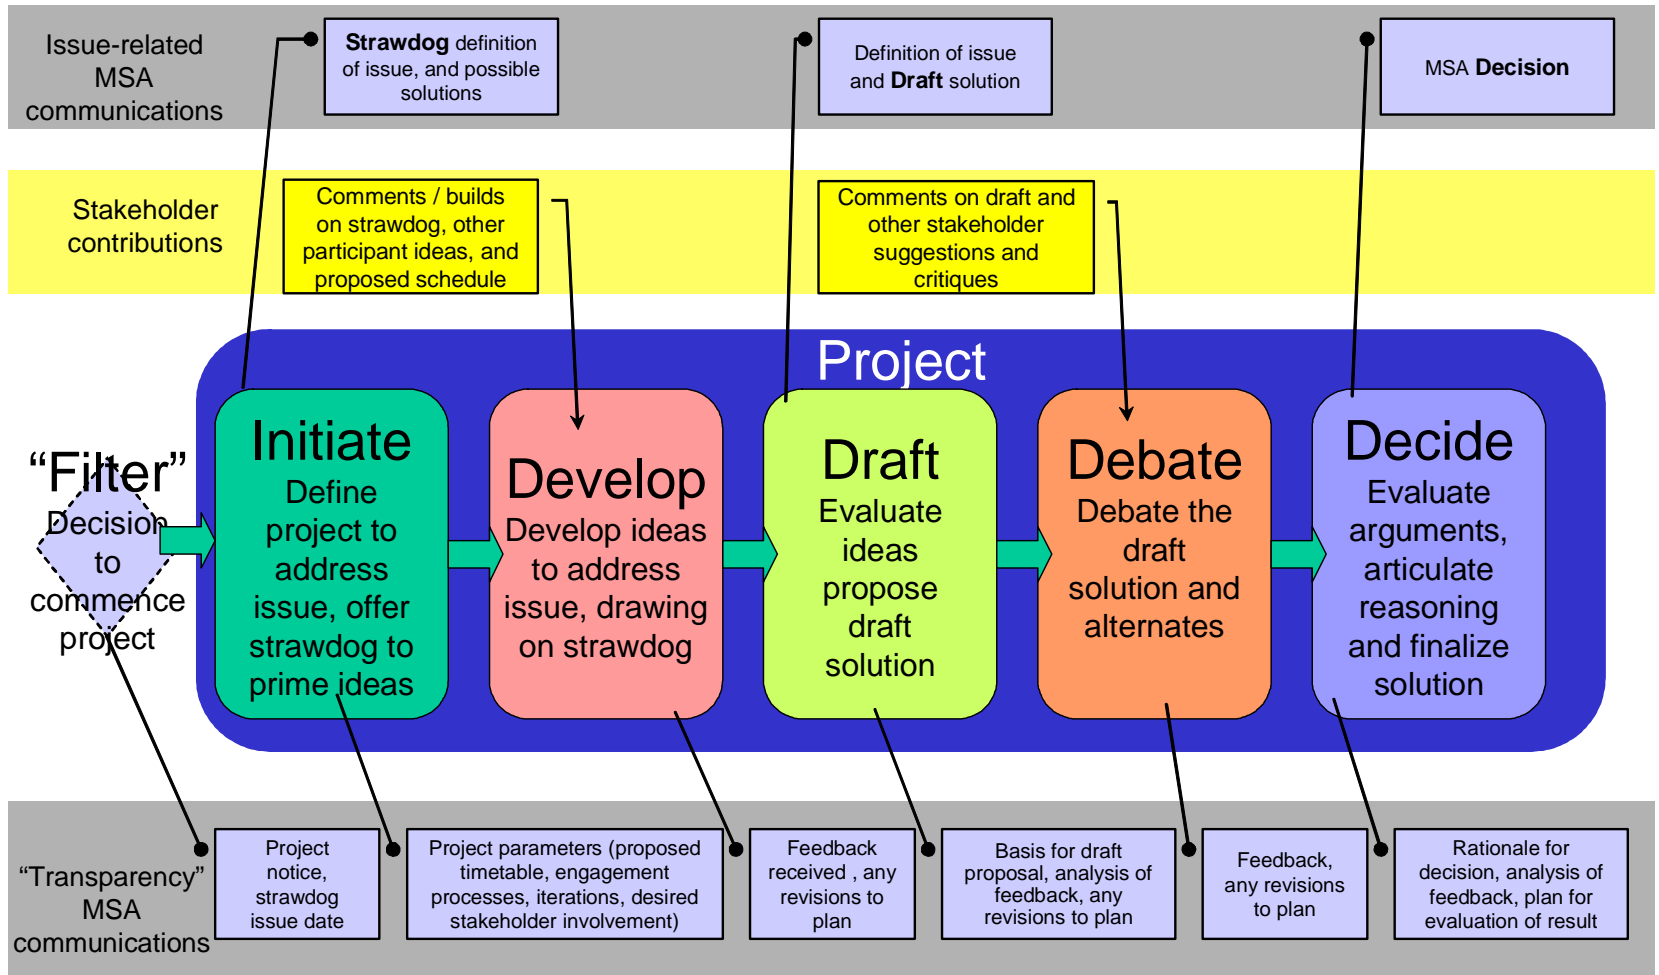 Issue-related
MSA
communications
Strawdog definition
of issue, and possible
solutions
Definition of issue
and Draft solution
MSA Decision
Stakeholder
contributions
Comments / builds
on strawdog, other
participant ideas, and
proposed schedule
Comments on draft and
other stakeholder
suggestions and
critiques
Project
“Filter”
Decision
to
commence
project
Initiate
Define
project to
address
issue, offer
strawdog to
prime ideas
Develop
Develop ideas
to address
issue, drawing
on strawdog
Draft
Evaluate
ideas
propose
draft
solution
Debate
Debate the
draft
solution and
alternates
Decide
Evaluate
arguments,
articulate
reasoning
and finalize
solution
“Transparency”
MSA
communications
Project
notice,
strawdog
issue date
Project parameters (proposed
timetable, engagement
processes, iterations, desired
stakeholder involvement)
Feedback
received , any
revisions to
plan
Basis for draft
proposal, analysis of
feedback, any
revisions to plan
Feedback,
any revisions
to plan
Rationale for
decision, analysis of
feedback, plan for
evaluation of result